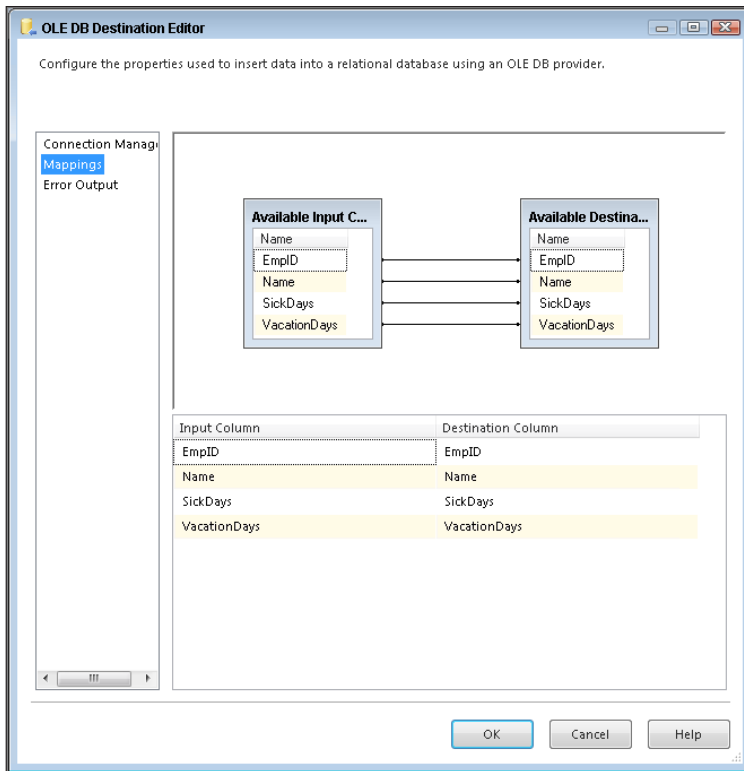 OLE DB Destination Editor
Configure the properties used to insert data into a relational database using an OLE DB provider.
Connection Manag
Mappings
Error Output
Available Input C...
Name
EmpID
Name
SickDays
VacationDays
Available Destina...
Name
EmpID
Name
SickDays
VacationDays
Input Column Destination Column
EmpID EmpID
Name Name
SickDays SickDays
VacationDays VacationDays
OK Cancel Help